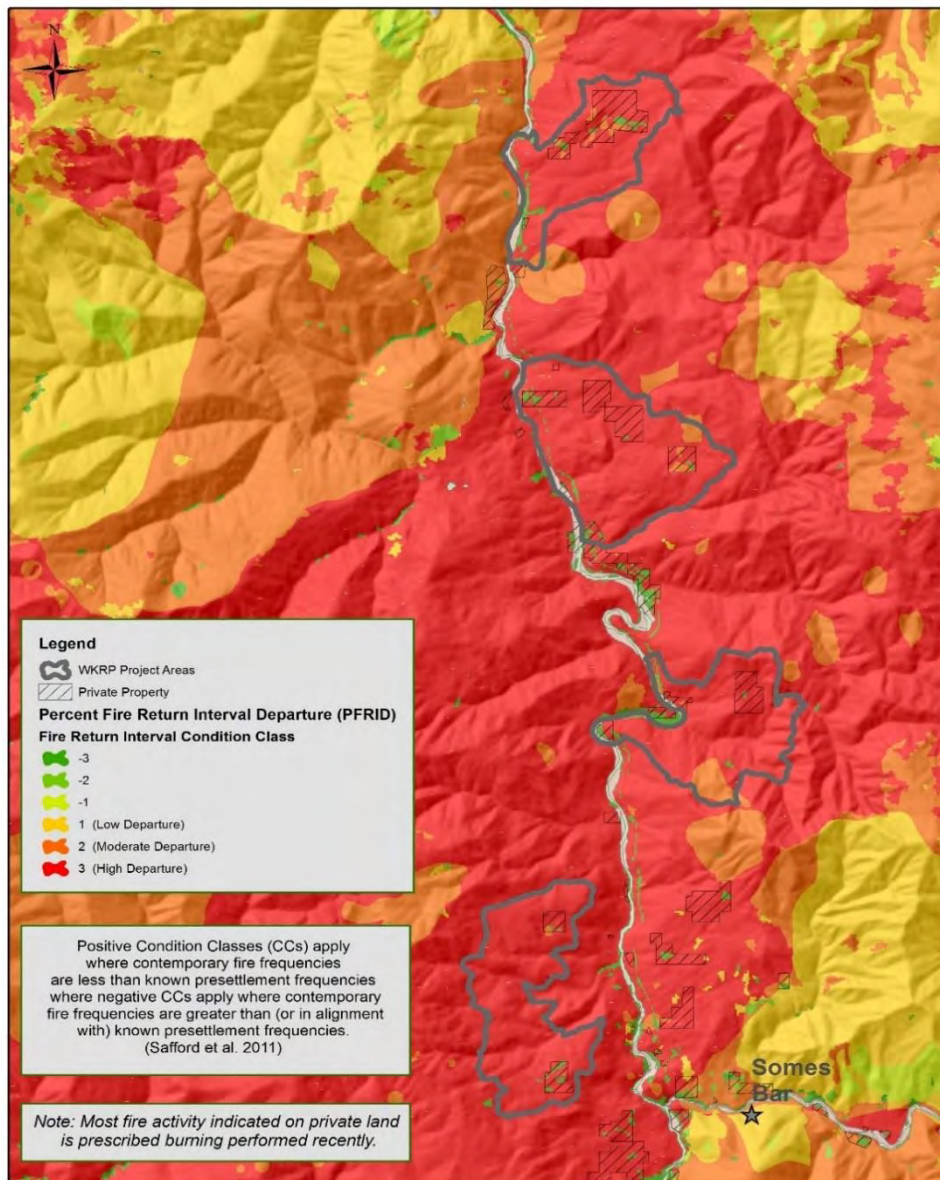 N
Legend
WKRP Project Areas
Private Property
Percent Fire Return Interval Departure (PFRID)
Fire Return Interval Condition Class
-3
-2
-1
1 (Low Departure)
2 (Moderate Departure)
3 (High Departure)
Positive Condition Classes (CCs) apply
where contemporary fire frequencies
are less than known presettlement frequencies
where negative CCs apply where contemporary
fire frequencies are greater than (or in alignment
with) known presettlement frequencies.
(Safford et al. 2011)
Note: Most fire activity indicated on private land
is prescribed burning performed recently.
Somes
Bar